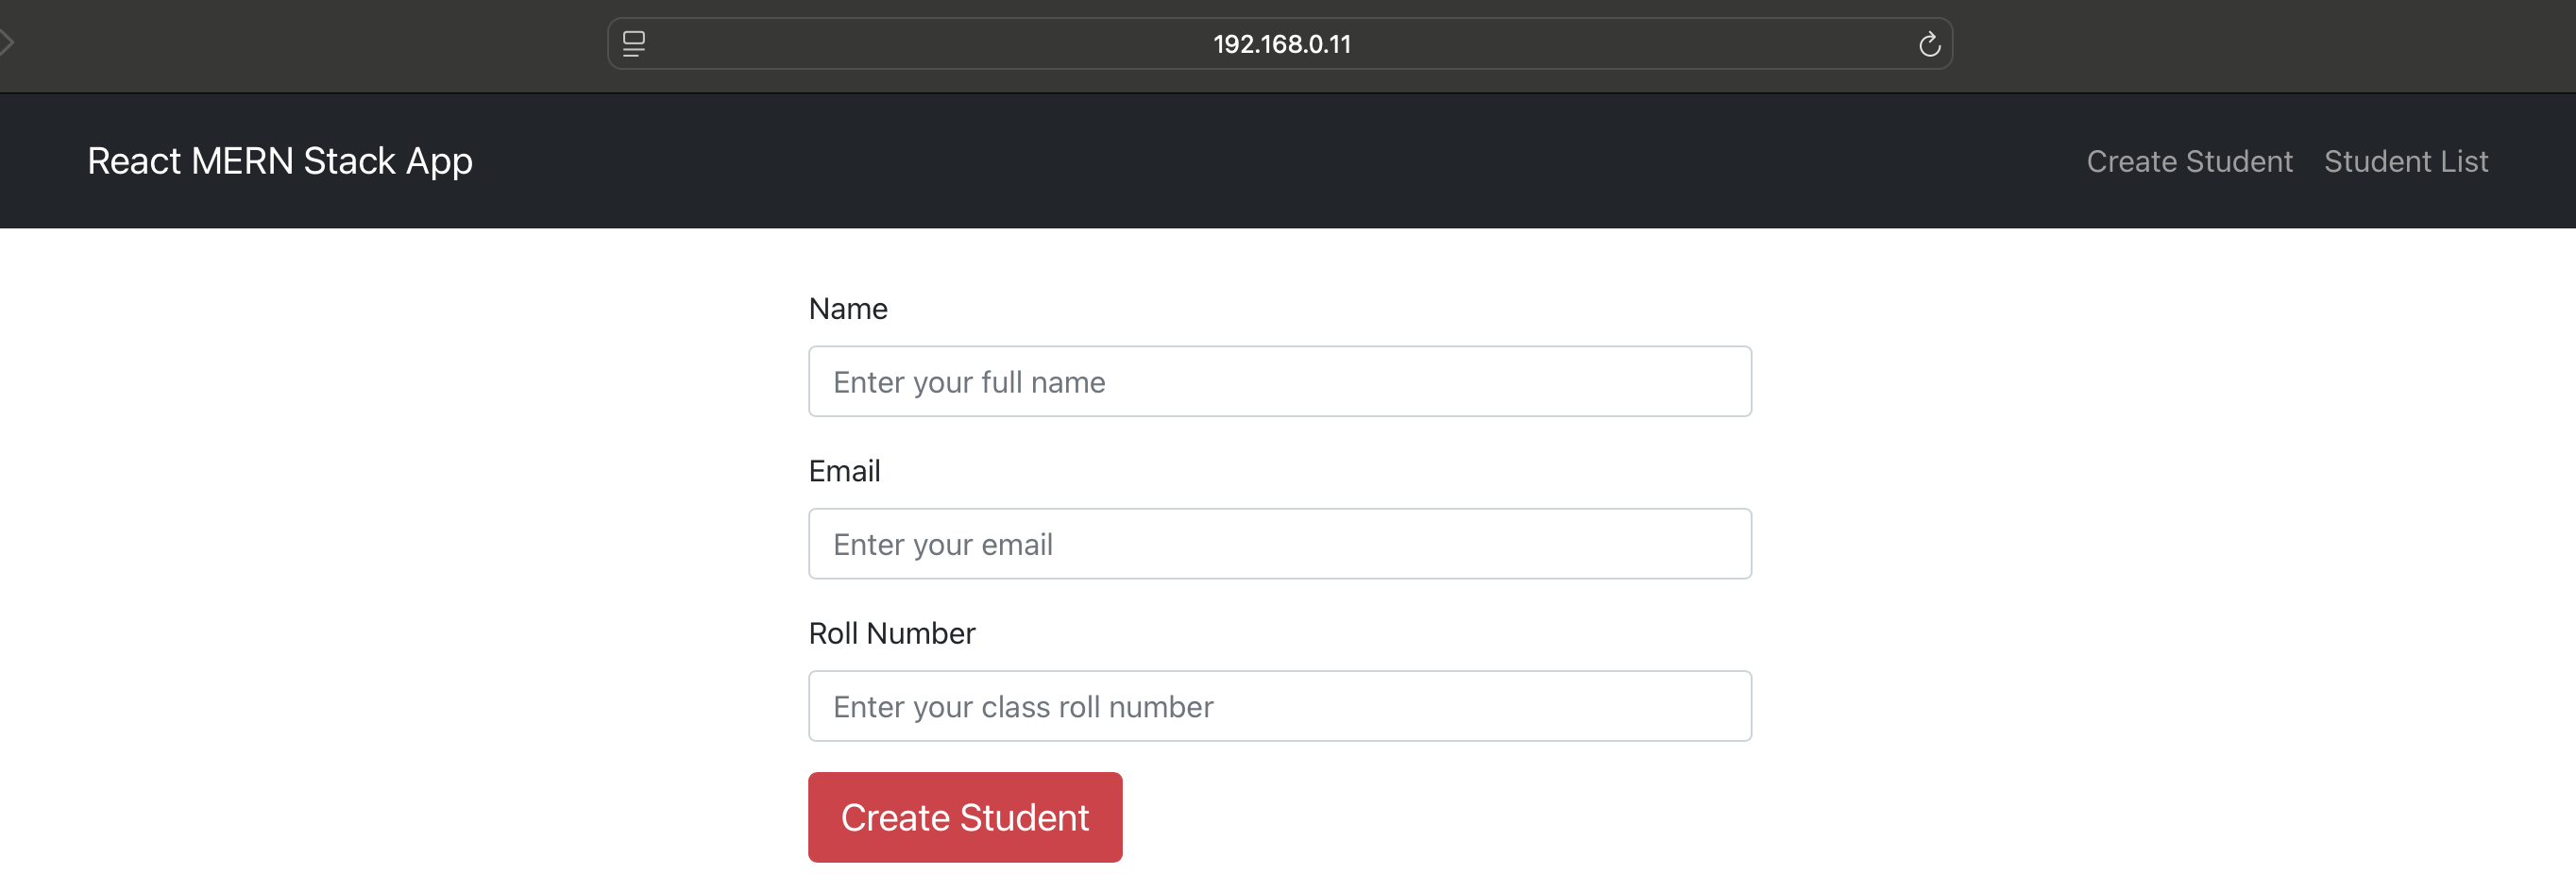 192.168.0.11
React MERN Stack App
Create Student Student List
Name
Enter your full name
Email
Enter your email
Roll Number
Enter your class roll number
Create Student